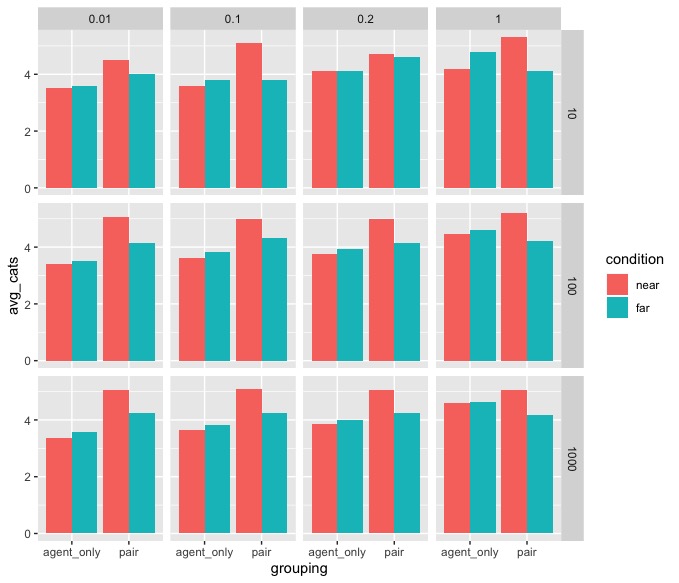 0.01 0.1 0.2 1
4
2
0
10
4
2
0
100
avg_cats
condition
near
far
4
2
0
1000
agent_only pair agent_only pair agent_only pair agent_only pair
grouping